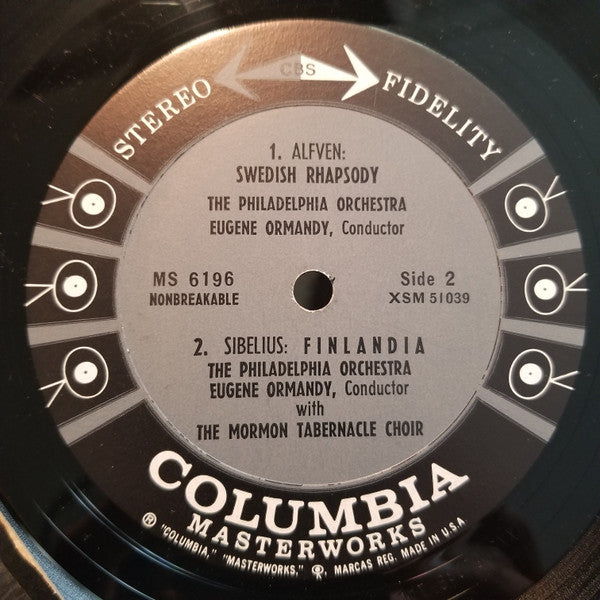 STEREO CBS FIDELITY
1. ALFVEN:
SWEDISH RHAPSODY
THE PHILADELPHIA ORCHESTRA
EUGENE ORMANDY, Conductor
MS 6196 Side 2
NONBREAKABLE XSM 51039
2. SIBELIUS: FINLANDIA
THE PHILADELPHIA ORCHESTRA
EUGENE ORMANDY, Conductor
with
THE MORMON TABERNACLE CHOIR
COLUMBIA
MASTERWORKS
® "COLUMBIA," "MASTERWORKS," MARCAS REG. MADE IN U.S.A